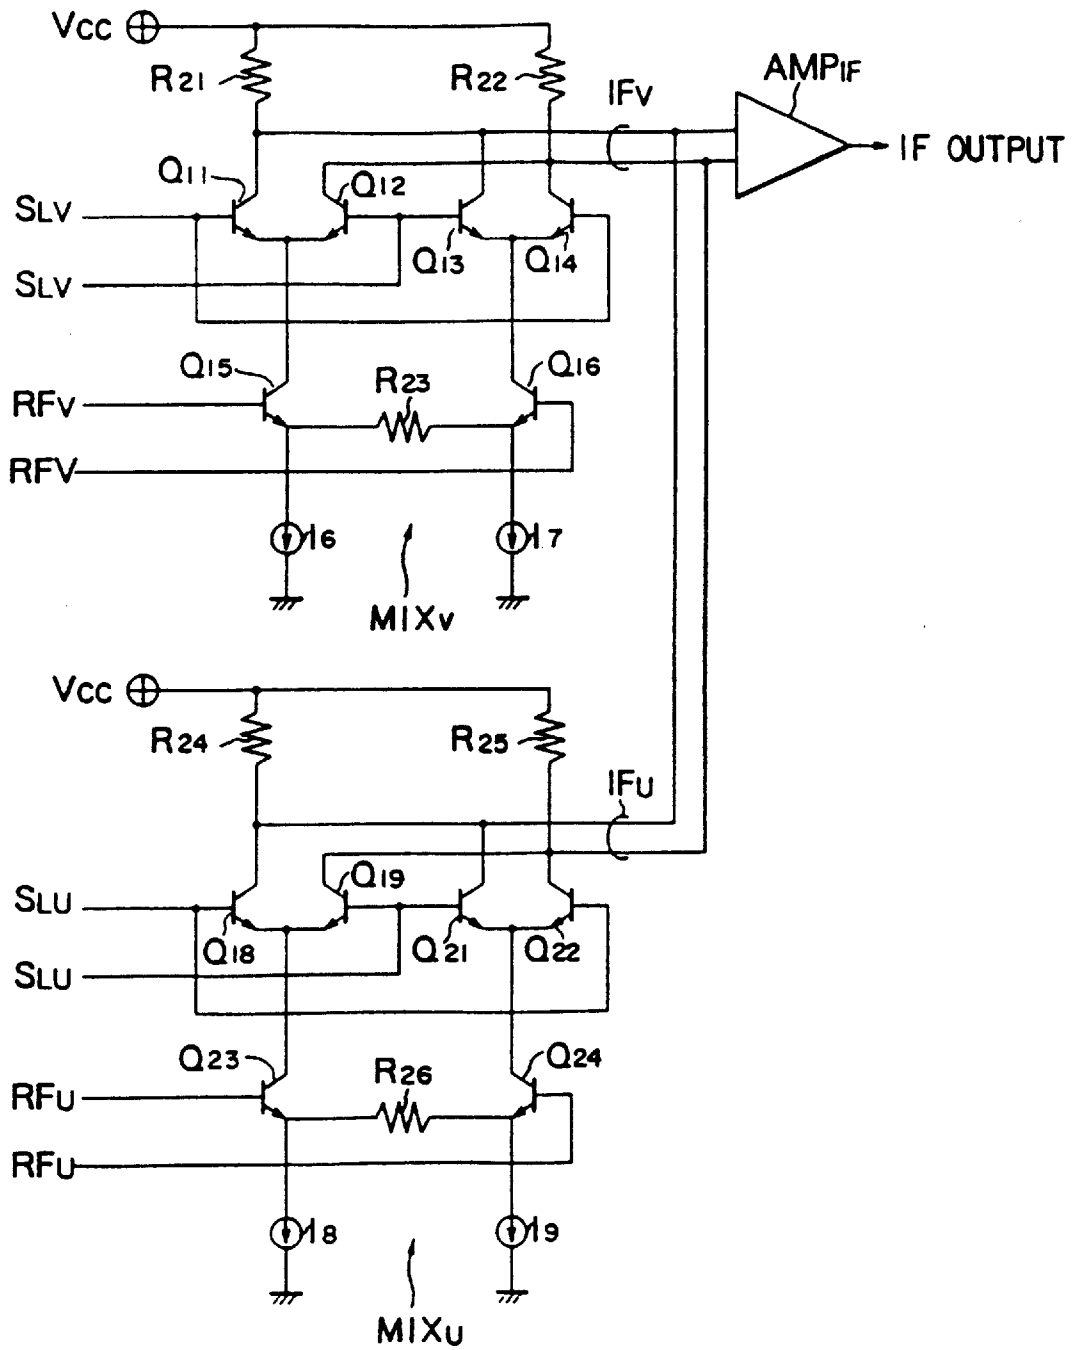 Vcc
R21
R22
IFV
AMPIF
IF OUTPUT
Q11
Q12
SLV
Q13
Q14
SLV
Q15
R23
Q16
RFV
RFV
I6
I7
MIXV
Vcc
R24
R25
IFU
Q19
SLU
Q18
Q21
Q22
SLU
Q23
R26
Q24
RFU
RFU
I8
I9
MIXU